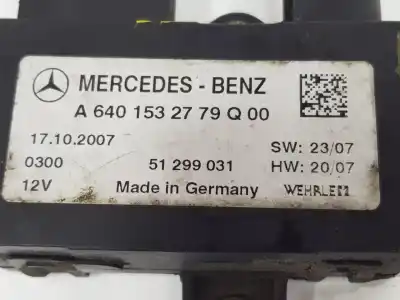 MERCEDES - BENZ
A 640 153 27 79 Q 00
17.10.2007
SW: 23/07
0300
51 299 031
HW: 20/07
12V
Made in Germany
WEHRLE